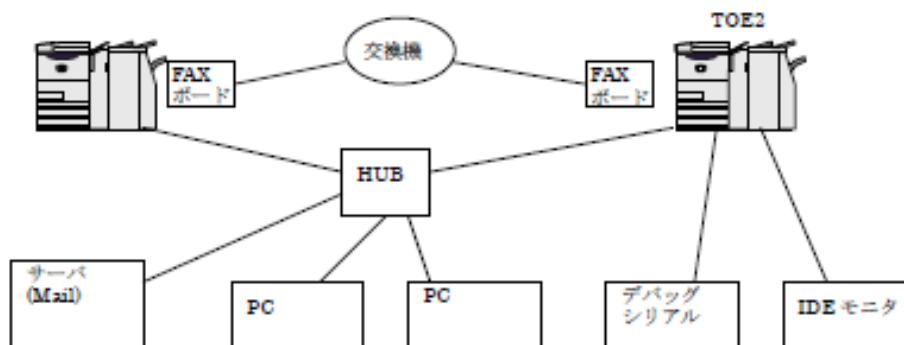 TOE2
交換機
FAX
ボード
FAX
ボード
HUB
サーバ
(Mail)
PC
PC
デバッグ
シリアル
IDE モニタ